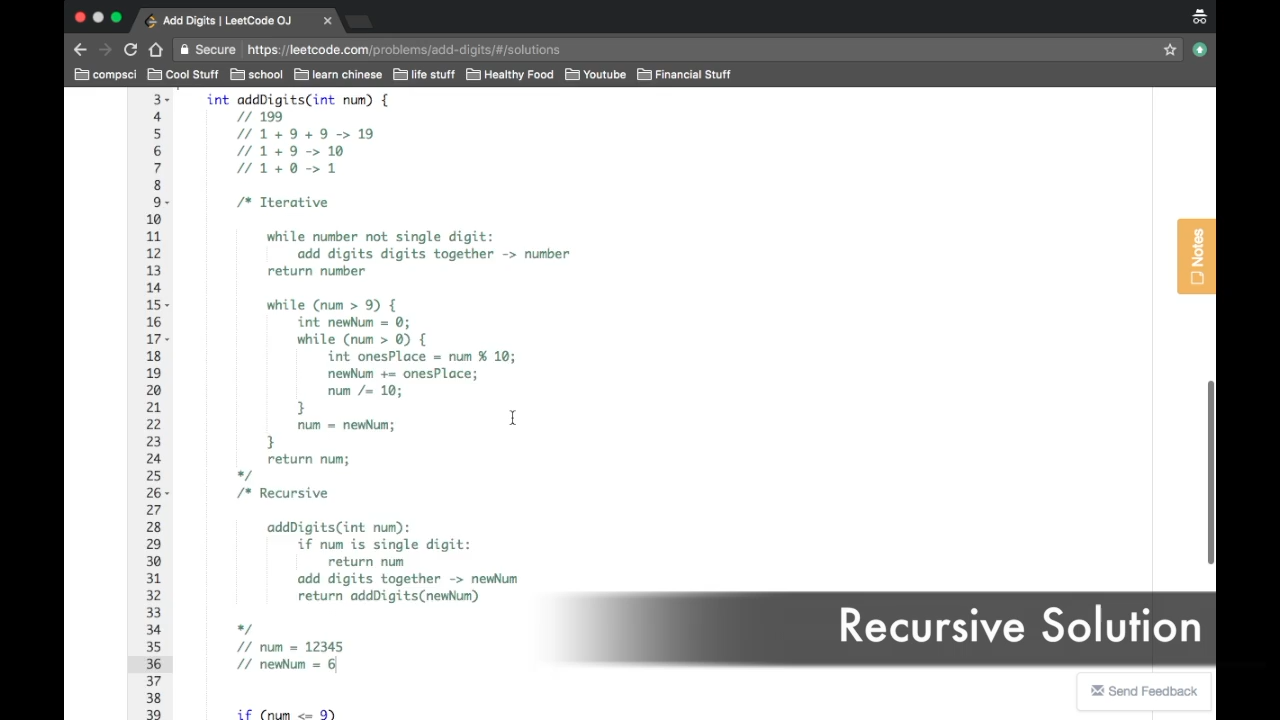 Add Digits | LeetCode OJ
Secure https://leetcode.com/problems/add-digits/#/solutions
compsci Cool Stuff school learn chinese life stuff Healthy Food Youtube Financial Stuff
3 int addDigits(int num) {
4 // 199
5 // 1 + 9 + 9 -> 19
6 // 1 + 9 -> 10
7 // 1 + 0 -> 1
8
9 /* Iterative
10
11 while number not single digit:
12 add digits digits together -> number
13 return number
14
15 while (num > 9) {
16 int newNum = 0;
17 while (num > 0) {
18 int onesPlace = num % 10;
19 newNum += onesPlace;
20 num /= 10;
21 }
22 num = newNum;
23 }
24 return num;
25 */
26 /* Recursive
27
28 addDigits(int num):
29 if num is single digit:
30 return num
31 add digits together -> newNum
32 return addDigits(newNum)
33
34 */
35 // num = 12345
36 // newNum = 6
37
38
39 if (num <= 9)
Notes
Recursive Solution
Send Feedback